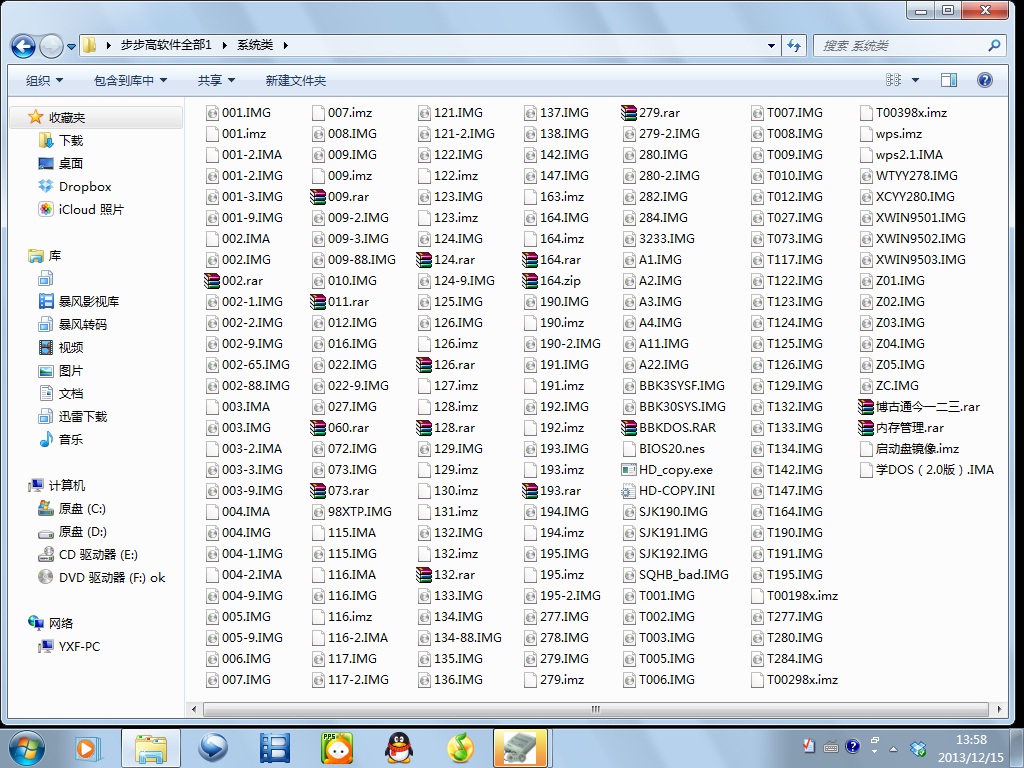 步步高软件全部1 系统类
搜索 系统类
组织 包含到库中 共享 新建文件夹
收藏夹
下载
桌面
Dropbox
iCloud 照片
库
暴风影视库
暴风转码
视频
图片
文档
迅雷下载
音乐
计算机
原盘 (C:)
原盘 (D:)
CD 驱动器 (E:)
DVD 驱动器 (F:) ok
网络
YXF-PC
001.IMG
001.imz
001-2.IMA
001-2.IMG
001-3.IMG
001-9.IMG
002.IMA
002.IMG
002.rar
002-1.IMG
002-2.IMG
002-9.IMG
002-65.IMG
002-88.IMG
003.IMA
003.IMG
003-2.IMA
003-3.IMG
003-9.IMG
004.IMA
004.IMG
004-1.IMG
004-2.IMA
004-9.IMG
005.IMG
005-9.IMG
006.IMG
007.IMG
007.imz
008.IMG
009.IMG
009.imz
009.rar
009-2.IMG
009-3.IMG
009-88.IMG
010.IMG
011.rar
012.IMG
016.IMG
022.IMG
022-9.IMG
027.IMG
060.rar
072.IMG
073.IMG
073.rar
98XTP.IMG
115.IMA
115.IMG
116.IMA
116.IMG
116.imz
116-2.IMA
117.IMG
117-2.IMG
121.IMG
121-2.IMG
122.IMG
122.imz
123.IMG
123.imz
124.IMG
124.rar
124-9.IMG
125.IMG
126.IMG
126.imz
126.rar
127.imz
128.imz
128.rar
129.IMG
129.imz
130.imz
131.imz
132.IMG
132.imz
132.rar
133.IMG
134.IMG
134-88.IMG
135.IMG
136.IMG
137.IMG
138.IMG
142.IMG
147.IMG
163.imz
164.IMG
164.imz
164.rar
164.zip
190.IMG
190.imz
190-2.IMG
191.IMG
191.imz
192.IMG
192.imz
193.IMG
193.imz
193.rar
194.IMG
194.imz
195.IMG
195.imz
195-2.IMG
277.IMG
278.IMG
279.IMG
279.imz
279.rar
279-2.IMG
280.IMG
280-2.IMG
282.IMG
284.IMG
3233.IMG
A1.IMG
A2.IMG
A3.IMG
A4.IMG
A11.IMG
A22.IMG
BBK3SYSF.IMG
BBK30SYS.IMG
BBKDOS.RAR
BIOS20.nes
HD_copy.exe
HD-COPY.INI
SJK190.IMG
SJK191.IMG
SJK192.IMG
SQHB_bad.IMG
T001.IMG
T002.IMG
T003.IMG
T005.IMG
T006.IMG
T007.IMG
T008.IMG
T009.IMG
T010.IMG
T012.IMG
T027.IMG
T073.IMG
T117.IMG
T122.IMG
T123.IMG
T124.IMG
T125.IMG
T126.IMG
T129.IMG
T132.IMG
T133.IMG
T134.IMG
T142.IMG
T147.IMG
T164.IMG
T190.IMG
T191.IMG
T195.IMG
T00198x.imz
T277.IMG
T280.IMG
T284.IMG
T00298x.imz
T00398x.imz
wps.imz
wps2.1.IMA
WTYY278.IMG
XCYY280.IMG
XWIN9501.IMG
XWIN9502.IMG
XWIN9503.IMG
Z01.IMG
Z02.IMG
Z03.IMG
Z04.IMG
Z05.IMG
ZC.IMG
博古通今一二三.rar
内存管理.rar
启动盘镜像.imz
学DOS（2.0版）.IMA
PPS
13:58
2013/12/15